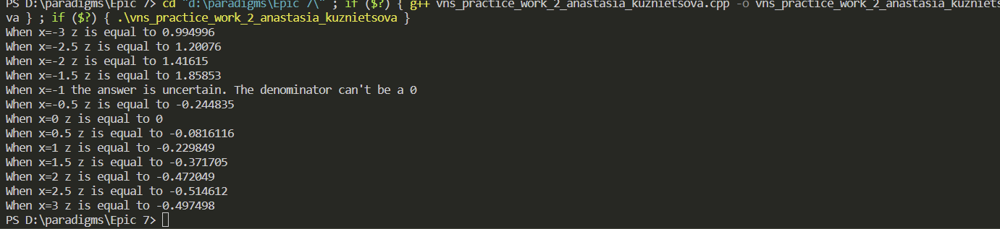 PS D:\paradigms\Epic 7> cd "d:\paradigms\Epic 7\" ; if ($?) { g++ vns_practice_work_2_anastasia_kuznietsova.cpp -o vns_practice_work_2_anastasia_kuzniets
va } ; if ($?) { .\vns_practice_work_2_anastasia_kuznietsova }
When x=-3 z is equal to 0.994996
When x=-2.5 z is equal to 1.20076
When x=-2 z is equal to 1.41615
When x=-1.5 z is equal to 1.85853
When x=-1 the answer is uncertain. The denominator can't be a 0
When x=-0.5 z is equal to -0.244835
When x=0 z is equal to 0
When x=0.5 z is equal to -0.0816116
When x=1 z is equal to -0.229849
When x=1.5 z is equal to -0.371705
When x=2 z is equal to -0.472049
When x=2.5 z is equal to -0.514612
When x=3 z is equal to -0.497498
PS D:\paradigms\Epic 7>